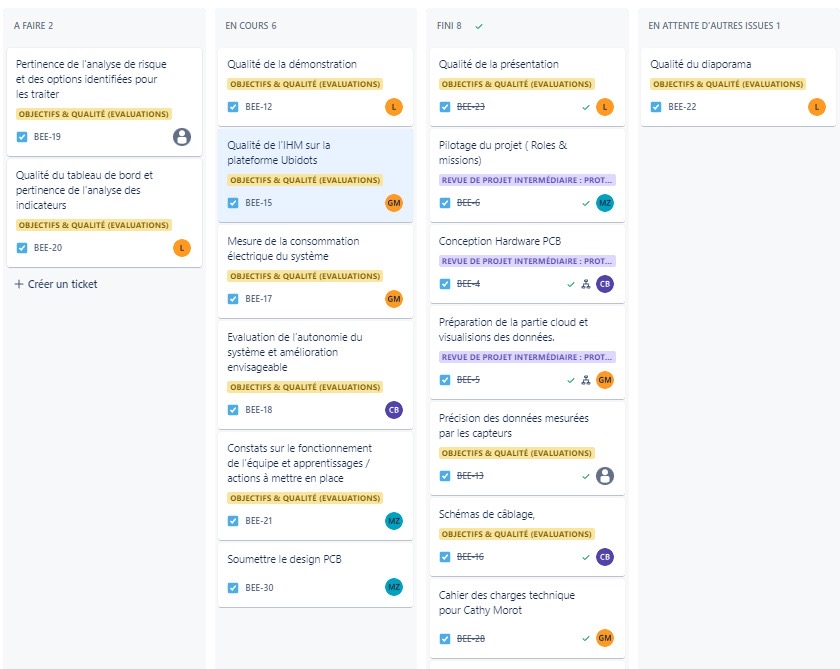 A FAIRE 2
Pertinence de l'analyse de risque
et des options identifiées pour
les traiter
OBJECTIFS & QUALITÉ (EVALUATIONS)
BEE-19
Qualité du tableau de bord et
pertinence de l'analyse des
indicateurs
OBJECTIFS & QUALITÉ (EVALUATIONS)
BEE-20
L
+ Créer un ticket
EN COURS 6
Qualité de la démonstration
OBJECTIFS & QUALITÉ (EVALUATIONS)
BEE-12
L
Qualité de l'IHM sur la
plateforme Ubidots
OBJECTIFS & QUALITÉ (EVALUATIONS)
BEE-15
GM
Mesure de la consommation
électrique du système
OBJECTIFS & QUALITÉ (EVALUATIONS)
BEE-17
GM
Evaluation de l'autonomie du
système et amélioration
envisageable
OBJECTIFS & QUALITÉ (EVALUATIONS)
BEE-18
CB
Constats sur le fonctionnement
de l'équipe et apprentissages /
actions à mettre en place
OBJECTIFS & QUALITÉ (EVALUATIONS)
BEE-21
MZ
Soumettre le design PCB
BEE-30
MZ
FINI 8
Qualité de la présentation
OBJECTIFS & QUALITÉ (EVALUATIONS)
BEE-23
L
Pilotage du projet ( Roles &
missions)
REVUE DE PROJET INTERMÉDIAIRE : PROT...
BEE-6
MZ
Conception Hardware PCB
REVUE DE PROJET INTERMÉDIAIRE : PROT...
BEE-4
CB
Préparation de la partie cloud et
visualisions des données.
REVUE DE PROJET INTERMÉDIAIRE : PROT...
BEE-5
GM
Précision des données mesurées
par les capteurs
OBJECTIFS & QUALITÉ (EVALUATIONS)
BEE-13
Schémas de câblage,
OBJECTIFS & QUALITÉ (EVALUATIONS)
BEE-16
CB
Cahier des charges technique
pour Cathy Morot
BEE-28
GM
EN ATTENTE D'AUTRES ISSUES 1
Qualité du diaporama
OBJECTIFS & QUALITÉ (EVALUATIONS)
BEE-22
L